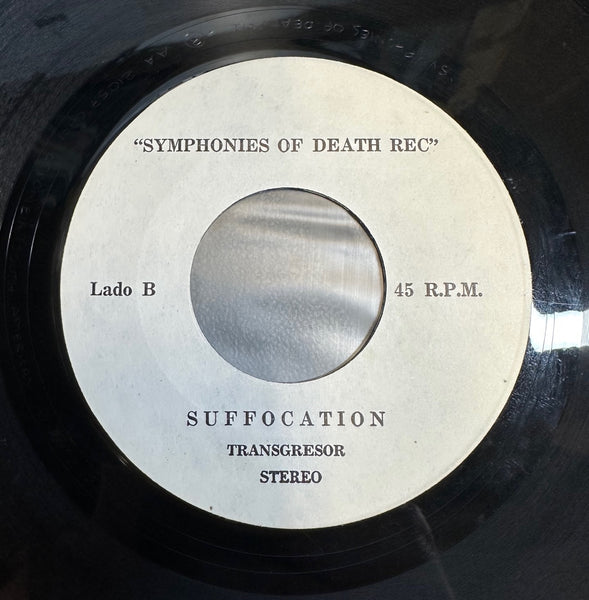 "SYMPHONIES OF DEATH REC"
Lado B
45 R.P.M.
SUFFOCATION
TRANSGRESOR
STEREO